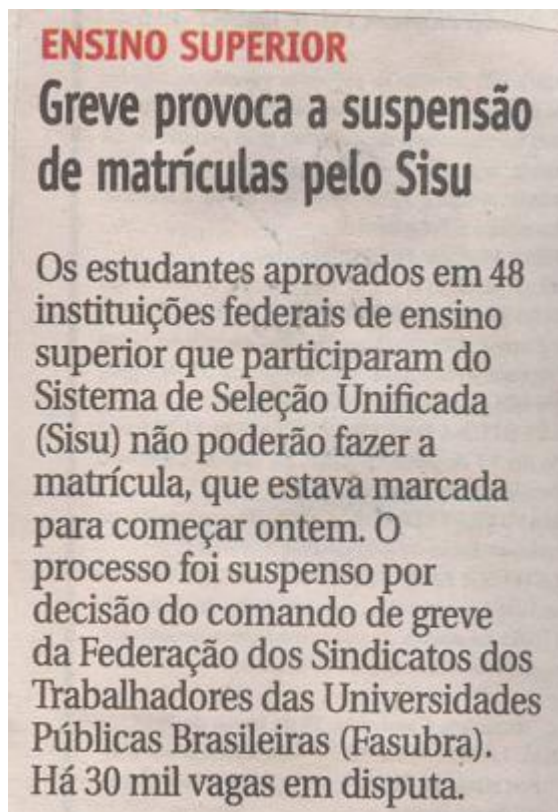 ENSINO SUPERIOR
Greve provoca a suspensão
de matrículas pelo Sisu
Os estudantes aprovados em 48
instituições federais de ensino
superior que participaram do
Sistema de Seleção Unificada
(Sisu) não poderão fazer a
matrícula, que estava marcada
para começar ontem. O
processo foi suspenso por
decisão do comando de greve
da Federação dos Sindicatos dos
Trabalhadores das Universidades
Públicas Brasileiras (Fasubra).
Há 30 mil vagas em disputa.